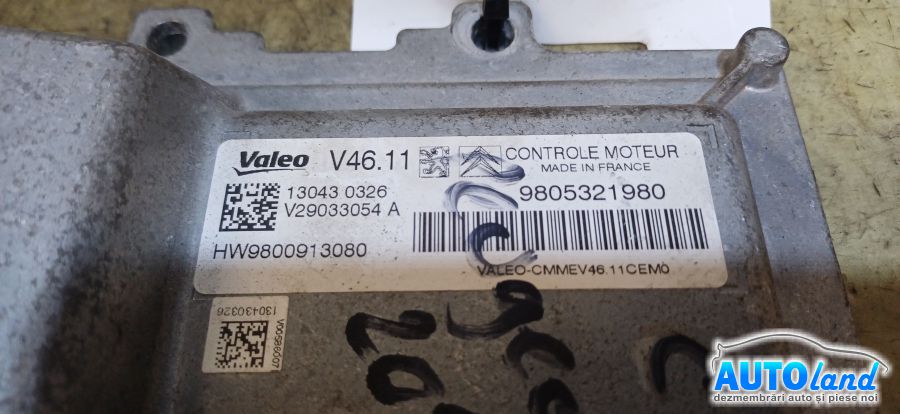 Valeo V46.11 CONTROLE MOTEUR
MADE IN FRANCE
13043 0326
V29033054 A
9805321980
HW9800913080
VALEO-CMMEV46.11CEM0
130430326
AUTOland
dezmembrări auto și piese noi